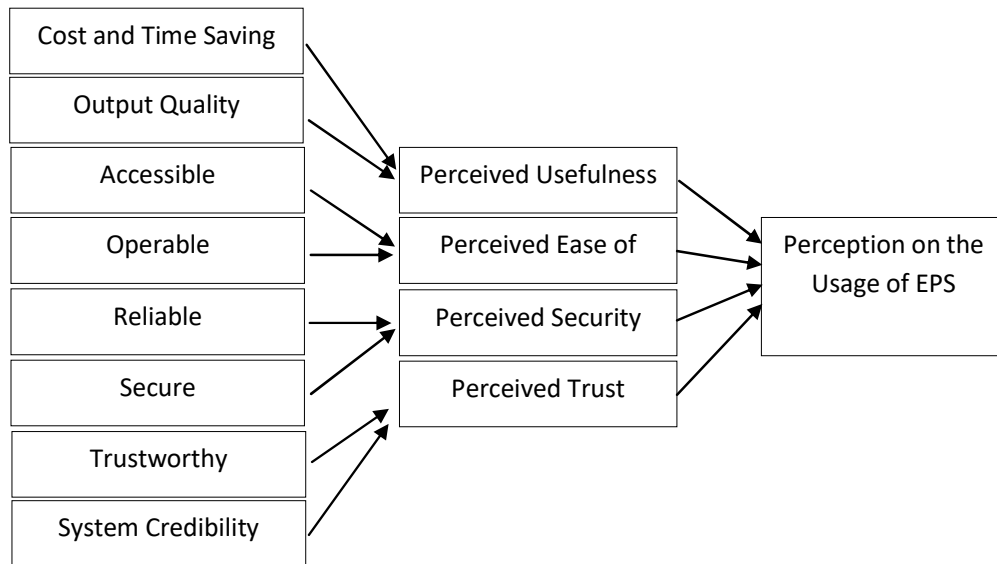 Cost and Time Saving
Output Quality
Accessible
Operable
Reliable
Secure
Trustworthy
System Credibility
Perceived Usefulness
Perceived Ease of
Perceived Security
Perceived Trust
Perception on the
Usage of EPS